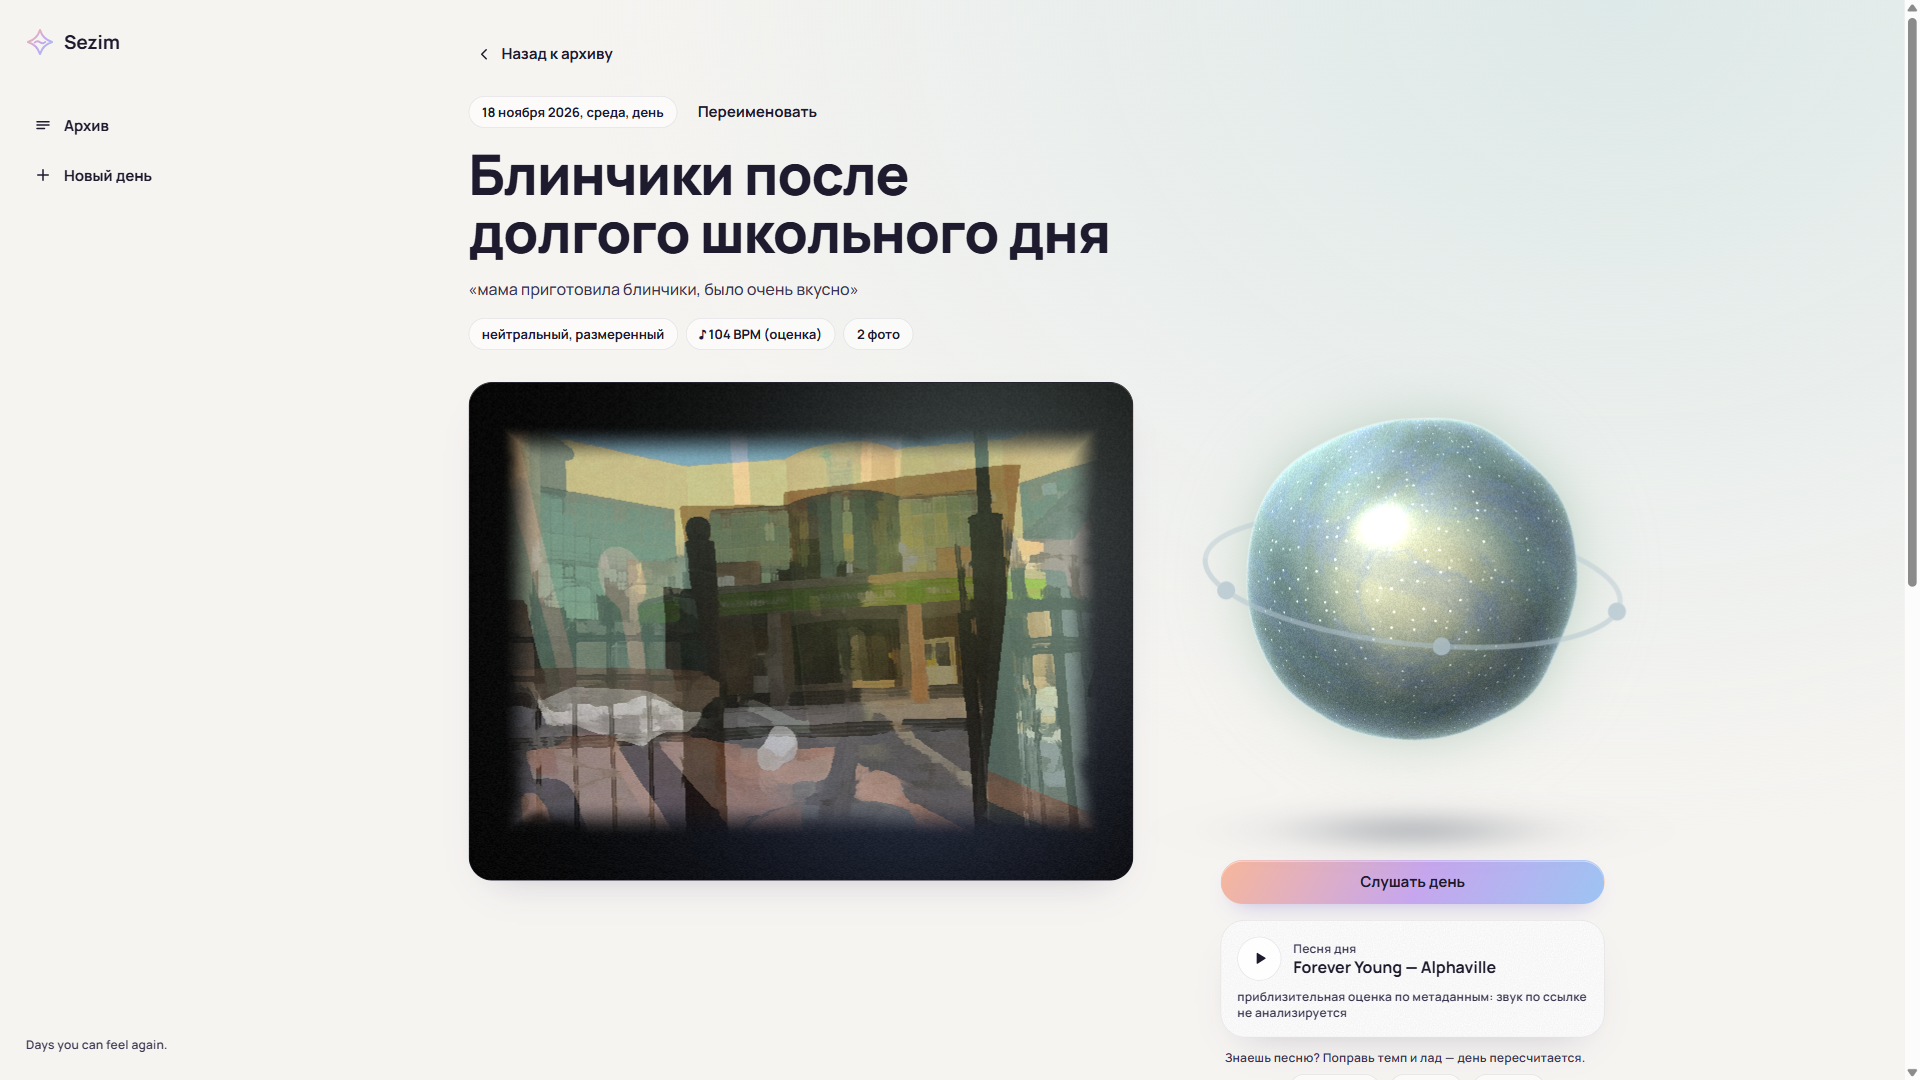 Sezim
Архив
Новый день
Назад к архиву
18 ноября 2026, среда, день
Переименовать
Блинчики после
долгого школьного дня
«мама приготовила блинчики, было очень вкусно»
нейтральный, размеренный
♪ 104 BPM (оценка)
2 фото
Слушать день
Песня дня
Forever Young — Alphaville
приблизительная оценка по метаданным: звук по ссылке
не анализируется
Знаешь песню? Поправь темп и лад — день пересчитается.
Days you can feel again.